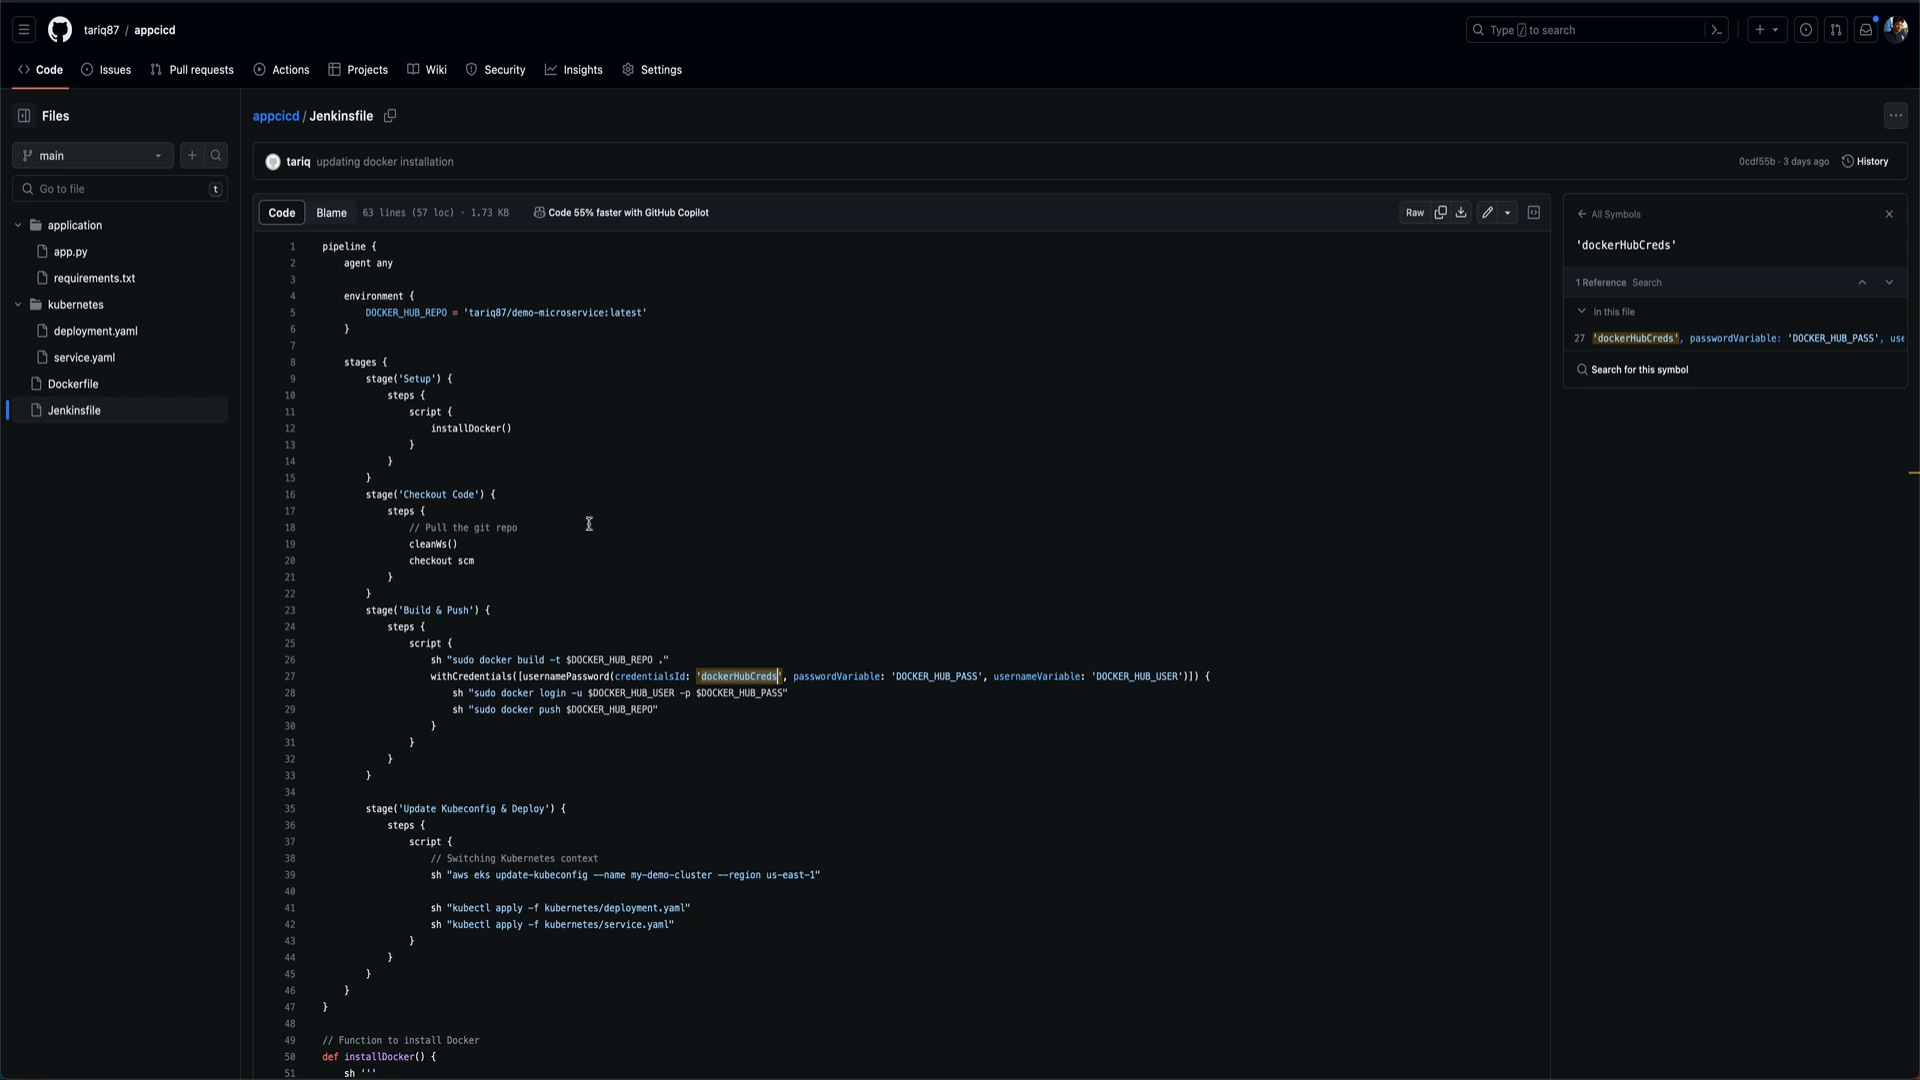 tariq87 / appcicd
Type / to search
Code
Issues
Pull requests
Actions
Projects
Wiki
Security
Insights
Settings
Files
main
Go to file
t
application
app.py
requirements.txt
kubernetes
deployment.yaml
service.yaml
Dockerfile
Jenkinsfile
appcicd / Jenkinsfile
tariq updating docker installation
0cdf55b · 3 days ago
History
Code
Blame
63 lines (57 loc) · 1.73 KB
Code 55% faster with GitHub Copilot
Raw
1 pipeline {
2     agent any
3
4     environment {
5         DOCKER_HUB_REPO = 'tariq87/demo-microservice:latest'
6     }
7
8     stages {
9         stage('Setup') {
10             steps {
11                 script {
12                     installDocker()
13                 }
14             }
15         }
16         stage('Checkout Code') {
17             steps {
18                 // Pull the git repo
19                 cleanWs()
20                 checkout scm
21             }
22         }
23         stage('Build & Push') {
24             steps {
25                 script {
26                     sh "sudo docker build -t $DOCKER_HUB_REPO ."
27                     withCredentials([usernamePassword(credentialsId: 'dockerHubCreds', passwordVariable: 'DOCKER_HUB_PASS', usernameVariable: 'DOCKER_HUB_USER')]) {
28                         sh "sudo docker login -u $DOCKER_HUB_USER -p $DOCKER_HUB_PASS"
29                         sh "sudo docker push $DOCKER_HUB_REPO"
30                     }
31                 }
32             }
33         }
34
35         stage('Update Kubeconfig & Deploy') {
36             steps {
37                 script {
38                     // Switching Kubernetes context
39                     sh "aws eks update-kubeconfig --name my-demo-cluster --region us-east-1"
40
41                     sh "kubectl apply -f kubernetes/deployment.yaml"
42                     sh "kubectl apply -f kubernetes/service.yaml"
43                 }
44             }
45         }
46     }
47 }
48
49 // Function to install Docker
50 def installDocker() {
51     sh '''
All Symbols
'dockerHubCreds'
1 Reference Search
In this file
27 'dockerHubCreds', passwordVariable: 'DOCKER_HUB_PASS', use
Search for this symbol